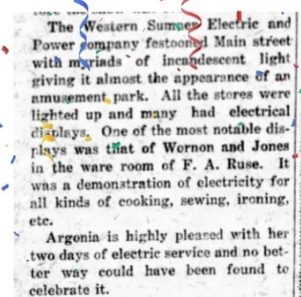 The Western Sumner Electric and
Power Company festooned Main street
with myriads of incandescent light
giving it almost the appearance of an
amusement park. All the stores were
lighted up and many had electrical
displays. One of the most notable dis-
plays was that of Wornon and Jones
in the ware room of F. A. Ruse. It
was a demonstration of electricity for
all kinds of cooking, sewing, ironing,
etc.
Argonia is highly pleased with her
two days of electric service and no bet-
ter way could have been found to
celebrate it.